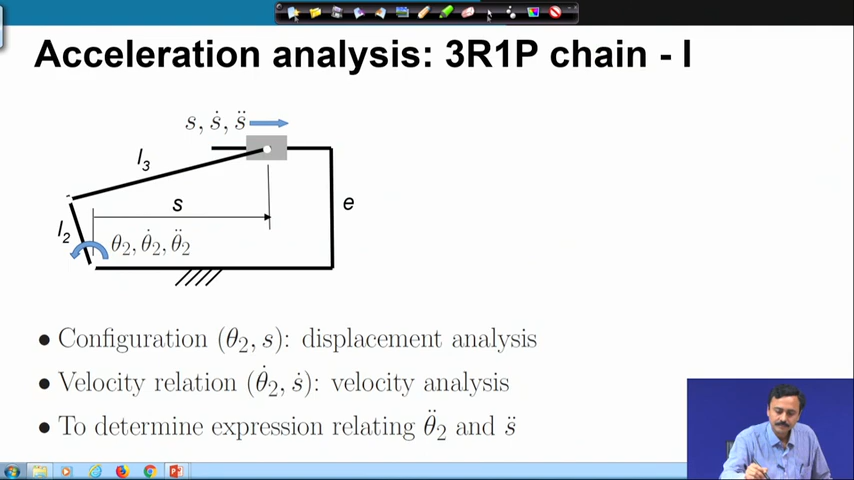 Acceleration analysis: 3R1P chain - I
s, ṡ, s̈
l3
s
e
l2
θ₂, θ̇₂, θ̈₂
• Configuration (θ₂, s): displacement analysis
• Velocity relation (θ̇₂, ṡ): velocity analysis
• To determine expression relating θ̈₂ and s̈